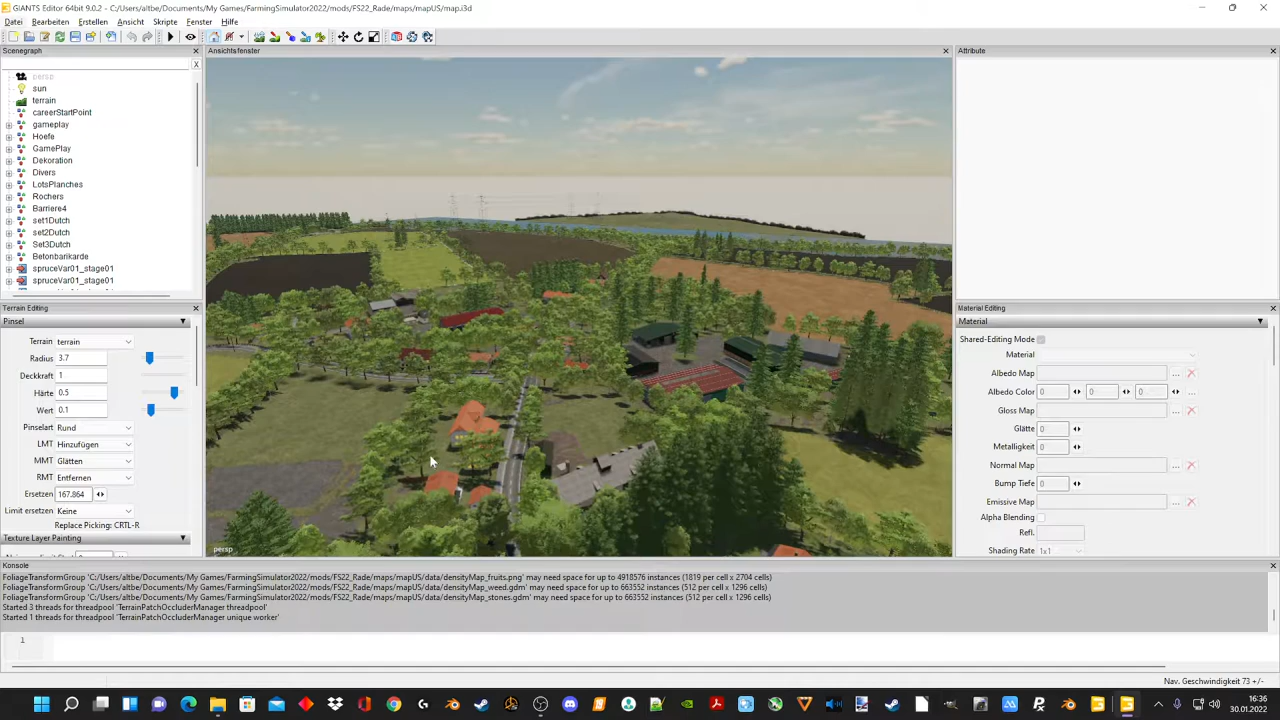 GIANTS Editor 64bit 9.0.2 - C:/Users/altbe/Documents/My Games/FarmingSimulator2022/mods/FS22_Rade/maps/mapUS/map.i3d
Datei Bearbeiten Erstellen Ansicht Skripte Fenster Hilfe
Scenegraph
X
persp
sun
terrain
careerStartPoint
gameplay
Hoefe
GamePlay
Dekoration
Divers
LotsPlanches
Rochers
Barriere4
set1Dutch
set2Dutch
Set3Dutch
Betonbarikarde
spruceVar01_stage01
spruceVar01_stage01
Terrain Editing
Pinsel
Terrain terrain
Radius 3.7
Deckkraft 1
Härte 0.5
Wert 0.1
Pinselart Rund
LMT Hinzufügen
MMT Glätten
RMT Entfernen
Ersetzen 167.864
Limit ersetzen Keine
Replace Picking: CRTL-R
Texture Layer Painting
Ansichtsfenster
persp
Attribute
Material Editing
Material
Shared-Editing Mode
Material
Albedo Map ...
Albedo Color 0 0 0 ...
Gloss Map ...
Glätte 0
Metalligkeit 0
Normal Map ...
Bump Tiefe 0
Emissive Map ...
Alpha Blending
Refl.
Shading Rate 1x1
Konsole
FoliageTransformGroup 'C:/Users/altbe/Documents/My Games/FarmingSimulator2022/mods/FS22_Rade/maps/mapUS/data/densityMap_fruits.png' may need space for up to 4918576 instances (1819 per cell x 2704 cells)
FoliageTransformGroup 'C:/Users/altbe/Documents/My Games/FarmingSimulator2022/mods/FS22_Rade/maps/mapUS/data/densityMap_weed.gdm' may need space for up to 663552 instances (512 per cell x 1296 cells)
FoliageTransformGroup 'C:/Users/altbe/Documents/My Games/FarmingSimulator2022/mods/FS22_Rade/maps/mapUS/data/densityMap_stones.gdm' may need space for up to 663552 instances (512 per cell x 1296 cells)
Started 3 threads for threadpool 'TerrainPatchOccluderManager threadpool'
Started 1 threads for threadpool 'TerrainPatchOccluderManager unique worker'
1
Nav. Geschwindigkeit 73 +/-
16:36
30.01.2022